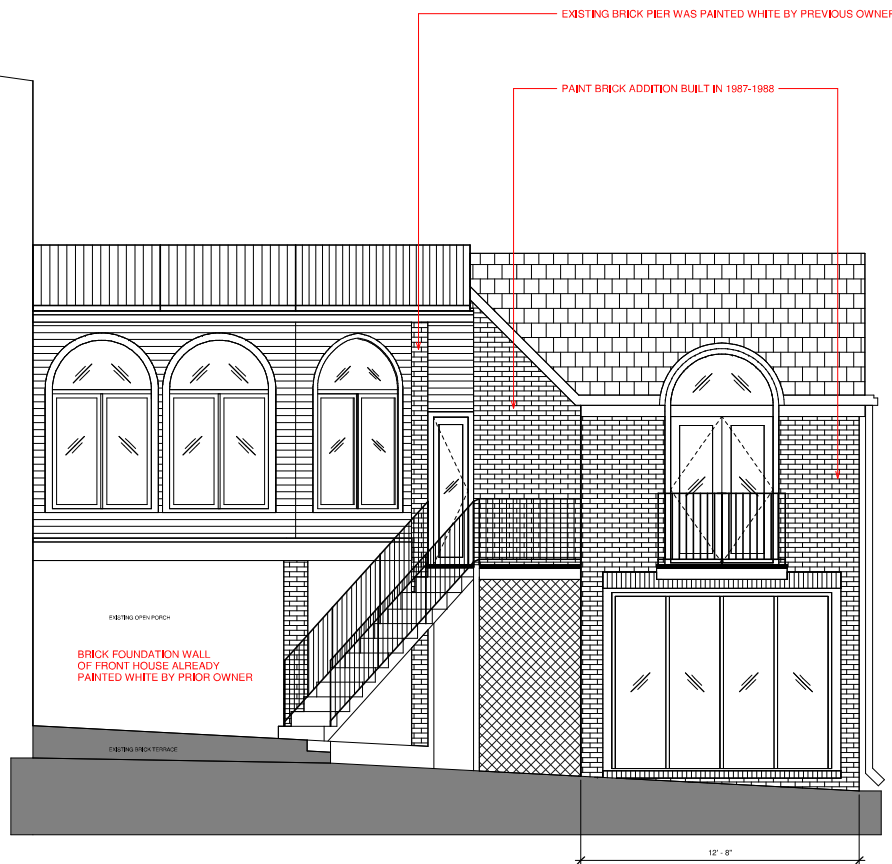 EXISTING BRICK PIER WAS PAINTED WHITE BY PREVIOUS OWNER
PAINT BRICK ADDITION BUILT IN 1987-1988
EXISTING OPEN PORCH
BRICK FOUNDATION WALL
OF FRONT HOUSE ALREADY
PAINTED WHITE BY PRIOR OWNER
EXISTING BRICK TERRACE
12' - 8"